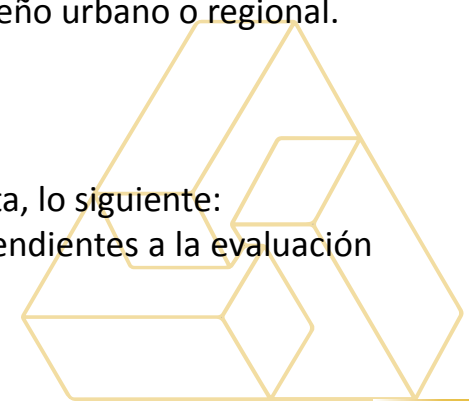 eño urbano o regional.
ta, lo siguiente:
endientes a la evaluación